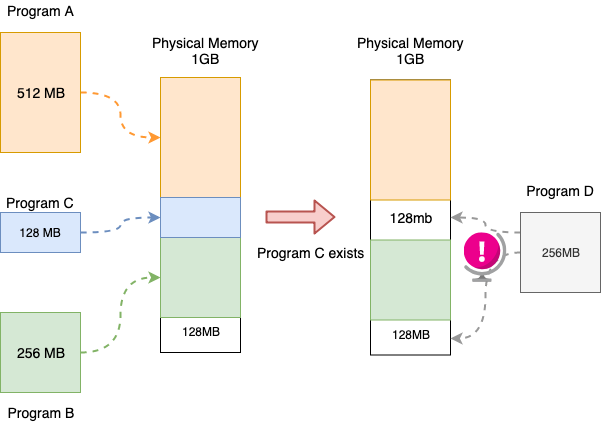 Program A
512 MB
Program C
128 MB
256 MB
Program B
Physical Memory
1GB
128MB
Program C exists
Physical Memory
1GB
128mb
128MB
Program D
256MB
!